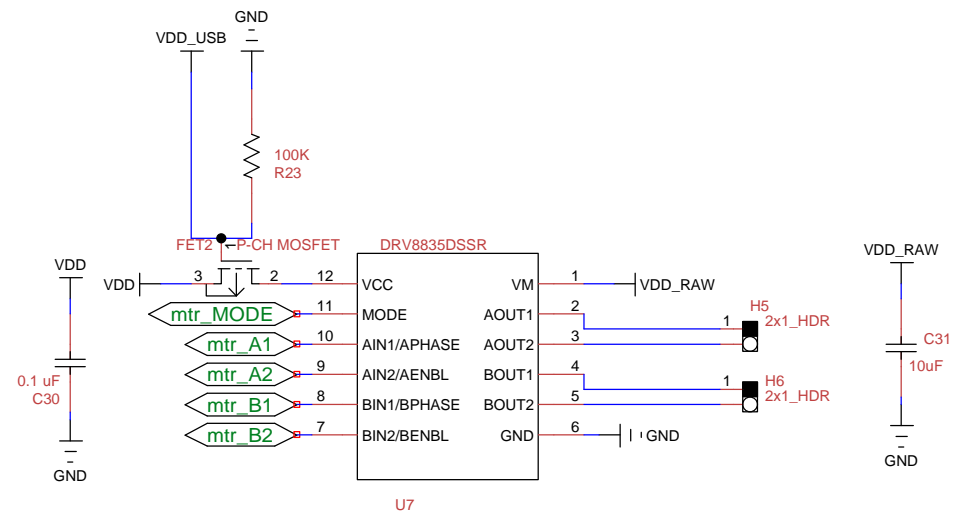 GND
VDD_USB
100K
R23
FET2
1
P-CH MOSFET
DRV8835DSSR
VDD
3
2
12
VCC
VM
1
VDD_RAW
mtr_MODE
11
MODE
AOUT1
2
mtr_A1
10
AIN1/APHASE
AOUT2
3
1
H5
2x1_HDR
mtr_A2
9
AIN2/AENBL
BOUT1
4
mtr_B1
8
BIN1/BPHASE
BOUT2
5
1
H6
2x1_HDR
mtr_B2
7
BIN2/BENBL
GND
6
GND
U7
VDD
0.1 uF
C30
GND
VDD_RAW
C31
10uF
GND